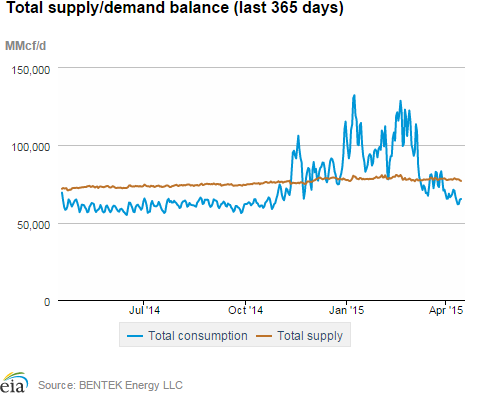 Total supply/demand balance (last 365 days)
MMcf/d
150,000
100,000
50,000
0
Jul '14 Oct '14 Jan '15 Apr '15
Total consumption Total supply
eia Source: BENTEK Energy LLC